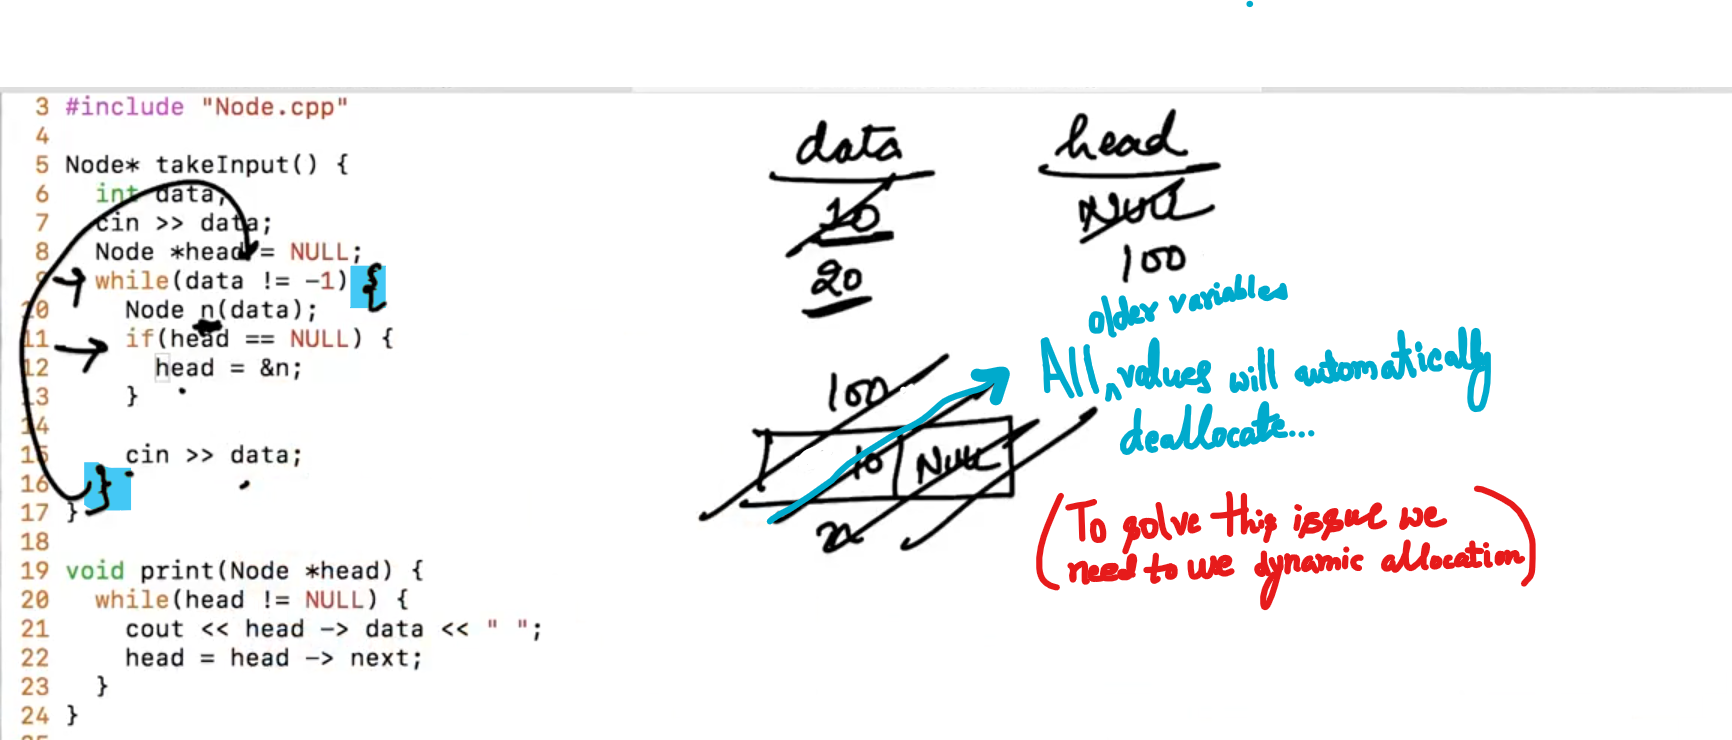 3 #include "Node.cpp"
4
5 Node* takeInput() {
6 int data;
7 cin >> data;
8 Node *head = NULL;
9 while(data != -1) {
10 Node n(data);
11 if(head == NULL) {
12 head = &n;
13 }
14
15 cin >> data;
16 }
17 }
18
19 void print(Node *head) {
20 while(head != NULL) {
21 cout << head -> data << " ";
22 head = head -> next;
23 }
24 }
data
10
20
head
NULL
100
100
10 NULL
older variables
All ^ values will automatically
deallocate...
(To solve this issue we
need to use dynamic allocation)